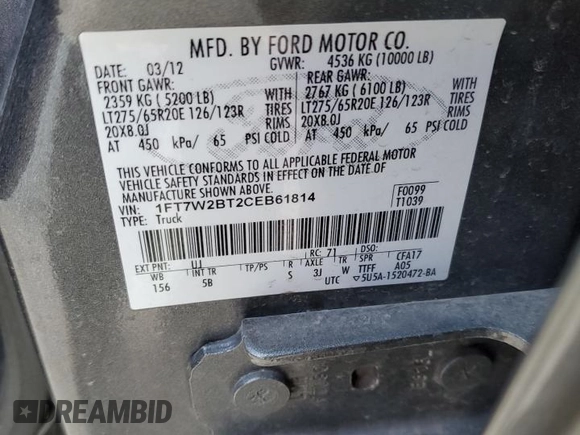 MFD. BY FORD MOTOR CO.
DATE: 03/12 GVWR: 4536 KG (10000 LB)
FRONT GAWR: REAR GAWR:
2359 KG ( 5200 LB) WITH 2767 KG ( 6100 LB) WITH
LT275/65R20E 126/123R TIRES LT275/65R20E 126/123R TIRES
20X8.0J RIMS 20X8.0J RIMS
AT 450 kPa/ 65 PSI COLD AT 450 kPa/ 65 PSI COLD
THIS VEHICLE CONFORMS TO ALL APPLICABLE FEDERAL MOTOR
VEHICLE SAFETY STANDARDS IN EFFECT ON THE DATE OF
MANUFACTURE SHOWN ABOVE.
VIN: 1FT7W2BT2CEB61814 F0099
TYPE: Truck T1039
EXT PNT: UJ RC: 71 DSO:
WB INT TR TP/PS R AXLE TR SPR CFA17
156 5B S 3J W TTFF A05
UTC ▽5U5A-1520472-BA
DREAMBID